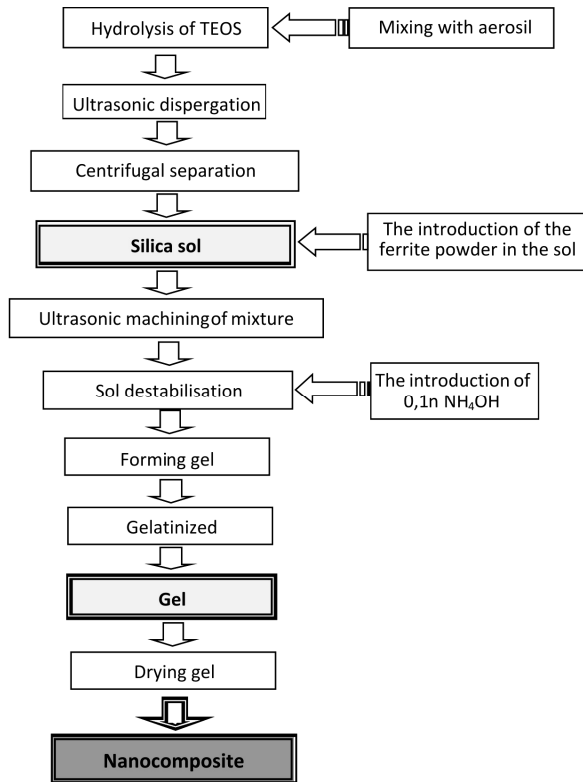 Hydrolysis of TEOS
Mixing with aerosil
Ultrasonic dispergation
Centrifugal separation
Silica sol
The introduction of the
ferrite powder in the sol
Ultrasonic machining of mixture
Sol destabilisation
The introduction of
0,1n NH₄OH
Forming gel
Gelatinized
Gel
Drying gel
Nanocomposite